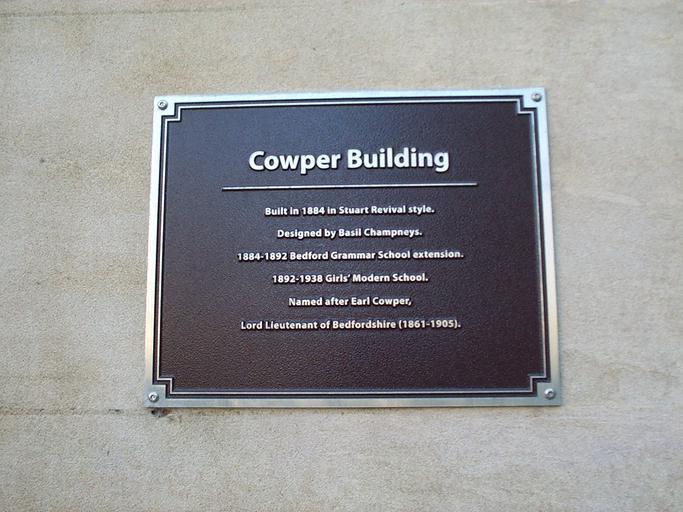 Cowper Building
Built in 1884 in Stuart Revival style.
Designed by Basil Champneys.
1884-1892 Bedford Grammar School extension.
1892-1938 Girls' Modern School.
Named after Earl Cowper,
Lord Lieutenant of Bedfordshire (1861-1905).